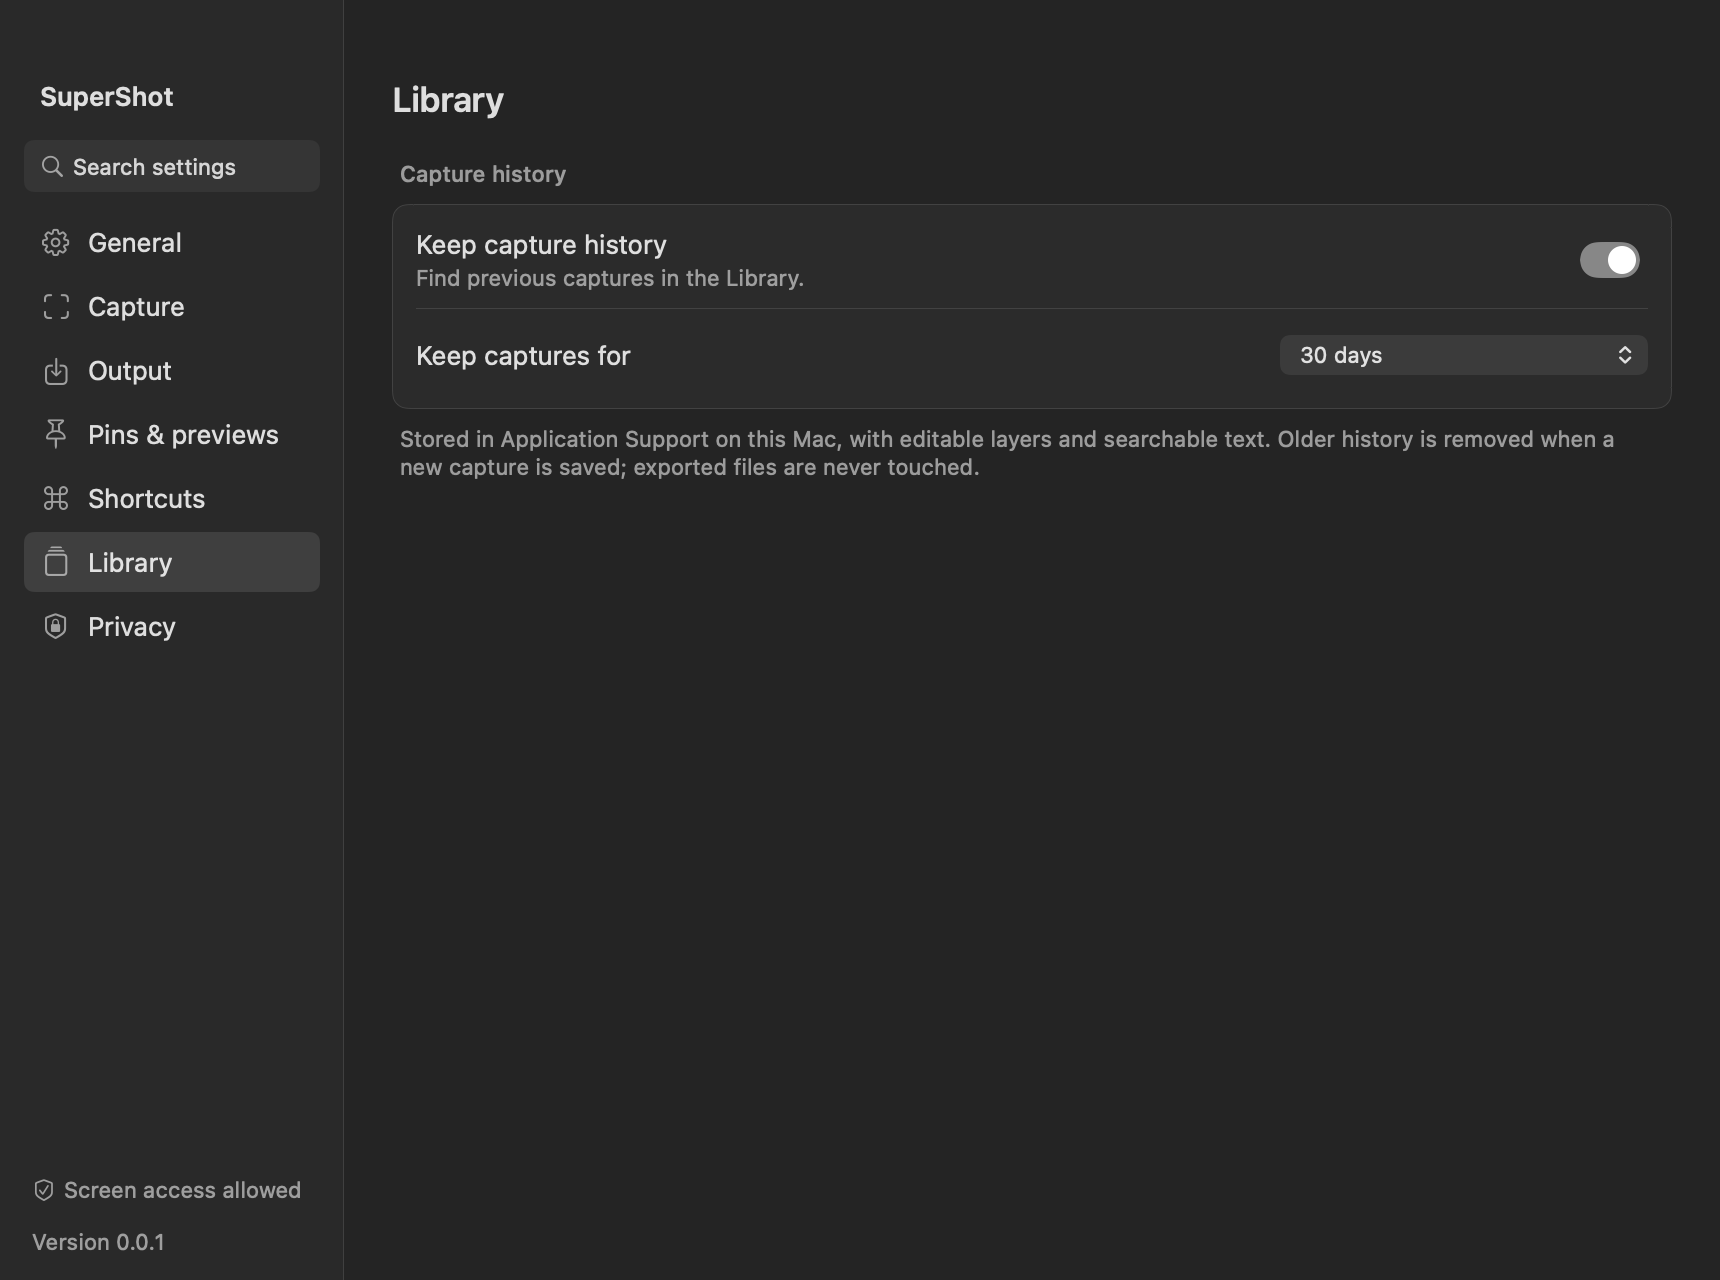 SuperShot
Search settings
General
Capture
Output
Pins & previews
Shortcuts
Library
Privacy
Screen access allowed
Version 0.0.1
Library
Capture history
Keep capture history
Find previous captures in the Library.
Keep captures for
30 days
Stored in Application Support on this Mac, with editable layers and searchable text. Older history is removed when a
new capture is saved; exported files are never touched.